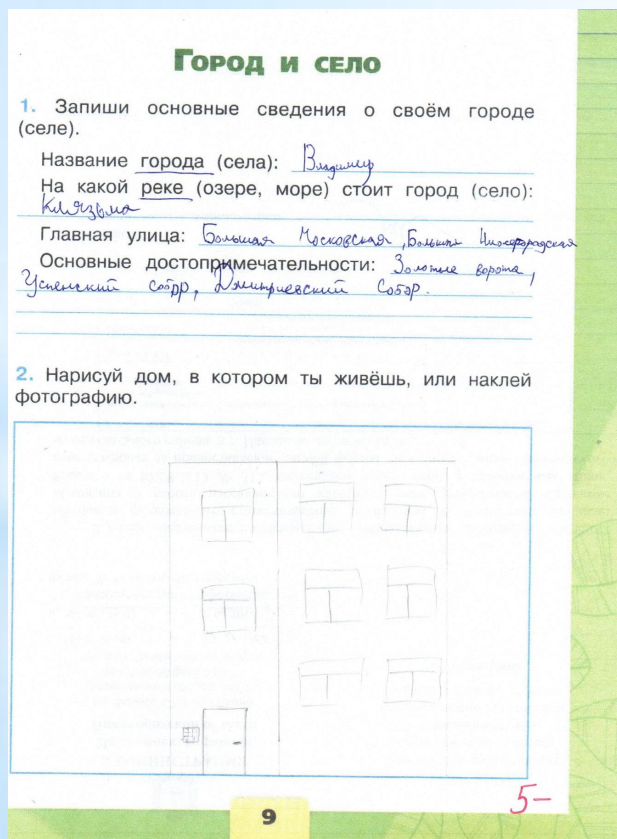 ГОРОД И СЕЛО
1. Запиши основные сведения о своём городе
(селе).
Название города (села): Владимир
На какой реке (озере, море) стоит город (село):
Клязьма
Главная улица: Большая Московская, Большая Нижегородская
Основные достопримечательности: Золотые ворота,
Успенский собор, Дмитриевский Собор.
2. Нарисуй дом, в котором ты живёшь, или наклей
фотографию.
9
5-